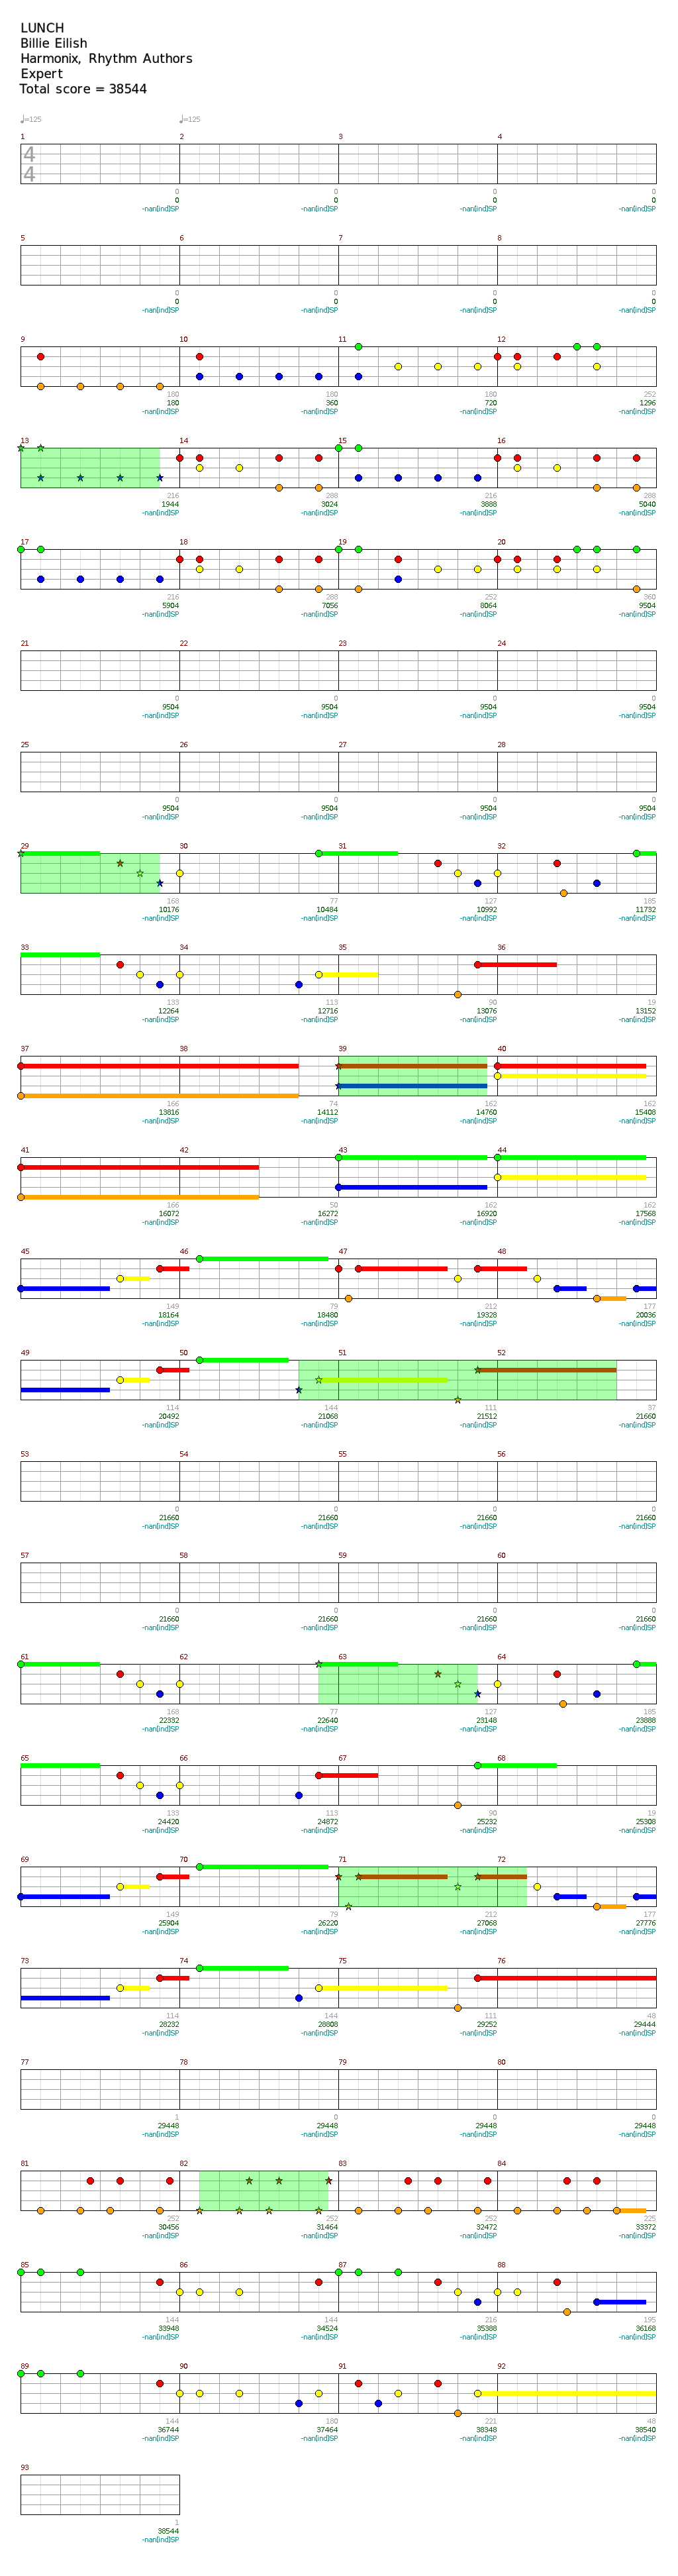 LUNCH
Billie Eilish
Harmonix, Rhythm Authors
Expert
Total score = 38544
♩=125 ♩=125
1 2 3 4
4
4
0 0 0 0
0 0 0 0
-nan[ind]SP -nan[ind]SP -nan[ind]SP -nan[ind]SP
5 6 7 8
0 0 0 0
0 0 0 0
-nan[ind]SP -nan[ind]SP -nan[ind]SP -nan[ind]SP
9 10 11 12
180 180 180 252
180 360 720 1296
-nan[ind]SP -nan[ind]SP -nan[ind]SP -nan[ind]SP
13 14 15 16
216 288 216 288
1944 3024 3888 5040
-nan[ind]SP -nan[ind]SP -nan[ind]SP -nan[ind]SP
17 18 19 20
216 288 252 360
5904 7056 8064 9504
-nan[ind]SP -nan[ind]SP -nan[ind]SP -nan[ind]SP
21 22 23 24
0 0 0 0
9504 9504 9504 9504
-nan[ind]SP -nan[ind]SP -nan[ind]SP -nan[ind]SP
25 26 27 28
0 0 0 0
9504 9504 9504 9504
-nan[ind]SP -nan[ind]SP -nan[ind]SP -nan[ind]SP
29 30 31 32
168 77 127 185
10176 10484 10992 11732
-nan[ind]SP -nan[ind]SP -nan[ind]SP -nan[ind]SP
33 34 35 36
133 113 90 19
12264 12716 13076 13152
-nan[ind]SP -nan[ind]SP -nan[ind]SP -nan[ind]SP
37 38 39 40
166 74 162 162
13816 14112 14760 15408
-nan[ind]SP -nan[ind]SP -nan[ind]SP -nan[ind]SP
41 42 43 44
166 50 162 162
16072 16272 16920 17568
-nan[ind]SP -nan[ind]SP -nan[ind]SP -nan[ind]SP
45 46 47 48
149 79 212 177
18164 18480 19328 20036
-nan[ind]SP -nan[ind]SP -nan[ind]SP -nan[ind]SP
49 50 51 52
114 144 111 37
20492 21068 21512 21660
-nan[ind]SP -nan[ind]SP -nan[ind]SP -nan[ind]SP
53 54 55 56
0 0 0 0
21660 21660 21660 21660
-nan[ind]SP -nan[ind]SP -nan[ind]SP -nan[ind]SP
57 58 59 60
0 0 0 0
21660 21660 21660 21660
-nan[ind]SP -nan[ind]SP -nan[ind]SP -nan[ind]SP
61 62 63 64
168 77 127 185
22332 22640 23148 23888
-nan[ind]SP -nan[ind]SP -nan[ind]SP -nan[ind]SP
65 66 67 68
133 113 90 19
24420 24872 25232 25308
-nan[ind]SP -nan[ind]SP -nan[ind]SP -nan[ind]SP
69 70 71 72
149 79 212 177
25904 26220 27068 27776
-nan[ind]SP -nan[ind]SP -nan[ind]SP -nan[ind]SP
73 74 75 76
114 144 111 48
28232 28808 29252 29444
-nan[ind]SP -nan[ind]SP -nan[ind]SP -nan[ind]SP
77 78 79 80
1 0 0 0
29448 29448 29448 29448
-nan[ind]SP -nan[ind]SP -nan[ind]SP -nan[ind]SP
81 82 83 84
252 252 252 225
30456 31464 32472 33372
-nan[ind]SP -nan[ind]SP -nan[ind]SP -nan[ind]SP
85 86 87 88
144 144 216 195
33948 34524 35388 36168
-nan[ind]SP -nan[ind]SP -nan[ind]SP -nan[ind]SP
89 90 91 92
144 180 221 48
36744 37464 38348 38540
-nan[ind]SP -nan[ind]SP -nan[ind]SP -nan[ind]SP
93
1
38544
-nan[ind]SP